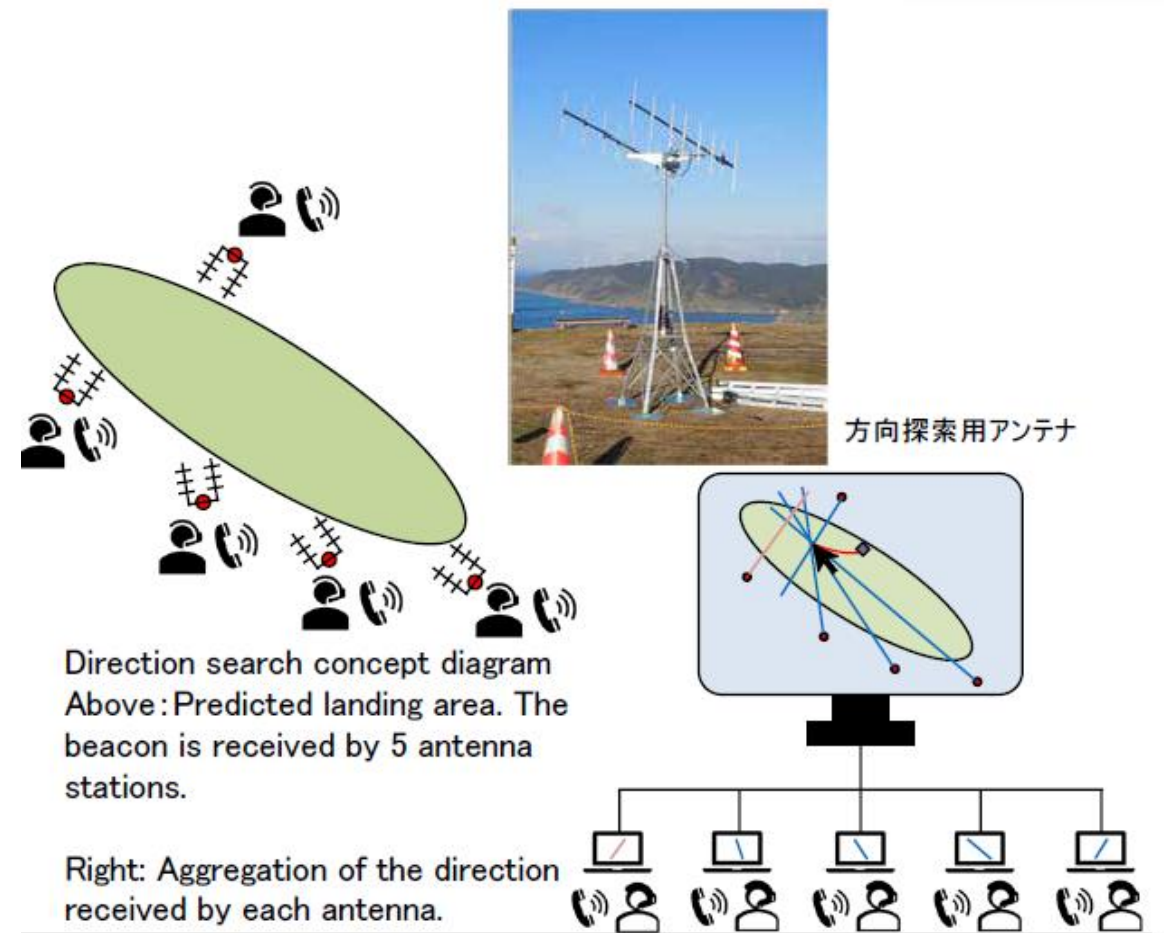 方向探索用アンテナ
Direction search concept diagram
Above：Predicted landing area. The
beacon is received by 5 antenna
stations.
Right: Aggregation of the direction
received by each antenna.